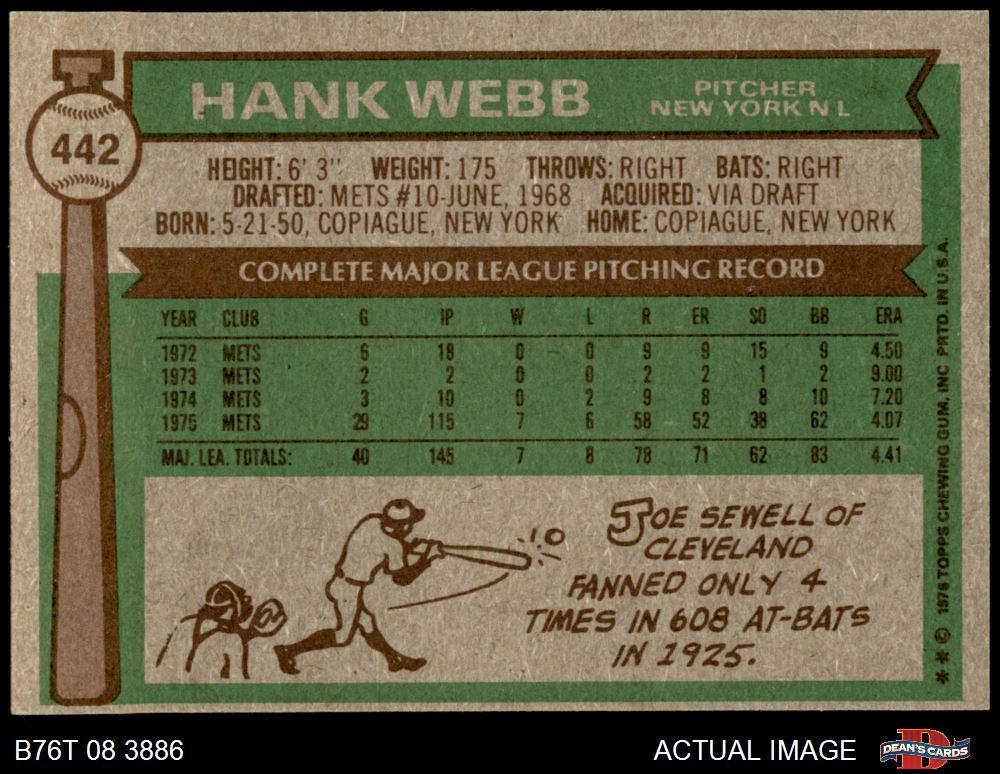 HANK WEBB
PITCHER
NEW YORK N L
442
HEIGHT: 6' 3" WEIGHT: 175 THROWS: RIGHT BATS: RIGHT
DRAFTED: METS #10-JUNE, 1968 ACQUIRED: VIA DRAFT
BORN: 5-21-50, COPIAGUE, NEW YORK HOME: COPIAGUE, NEW YORK
COMPLETE MAJOR LEAGUE PITCHING RECORD
YEAR CLUB G IP W L R ER SO BB ERA
1972 METS 6 18 0 0 9 9 15 9 4.50
1973 METS 2 2 0 0 2 2 1 2 9.00
1974 METS 3 10 0 2 9 8 8 10 7.20
1975 METS 29 115 7 6 58 52 38 62 4.07
MAJ. LEA. TOTALS: 40 145 7 8 78 71 62 83 4.41
JOE SEWELL OF
CLEVELAND
FANNED ONLY 4
TIMES IN 608 AT-BATS
IN 1925.
** © 1976 TOPPS CHEWING GUM, INC PRTD. IN U.S.A.
B76T 08 3886
ACTUAL IMAGE
DEAN'S CARDS